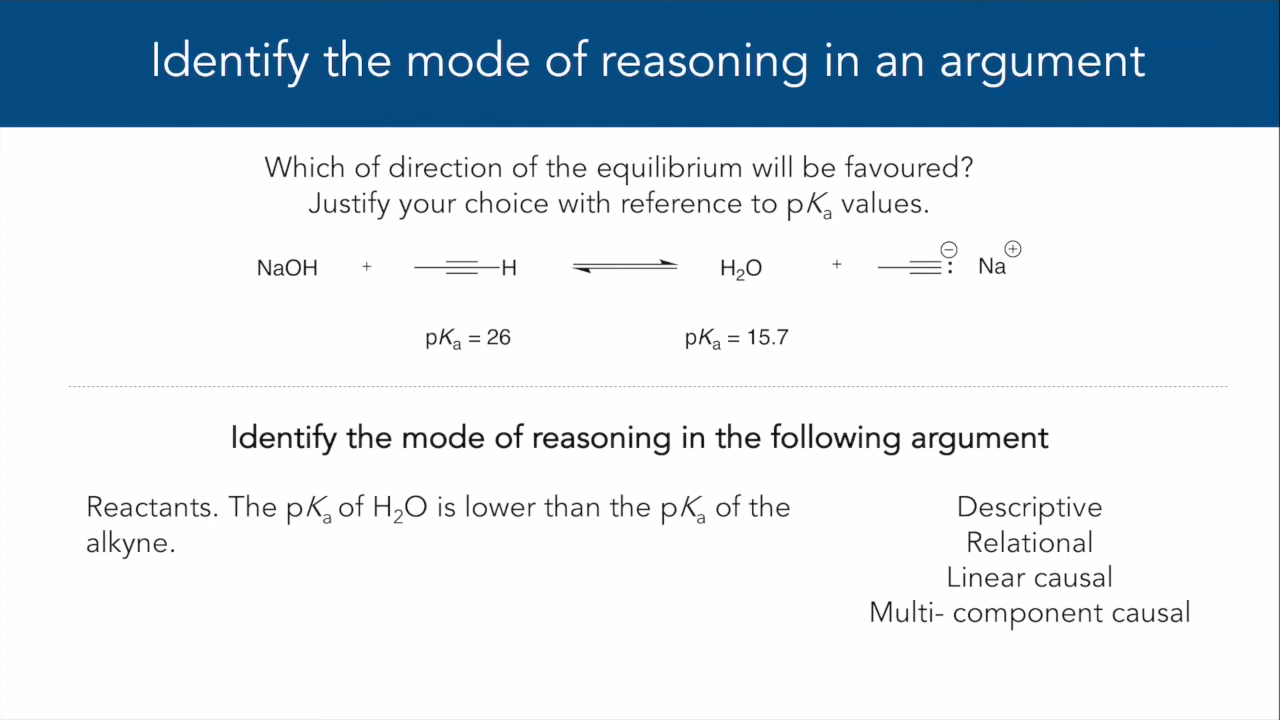 Identify the mode of reasoning in an argument
Which of direction of the equilibrium will be favoured?
Justify your choice with reference to pKa values.
NaOH + H H2O + ⊖ : Na⊕
pKa = 26 pKa = 15.7
Identify the mode of reasoning in the following argument
Reactants. The pKa of H2O is lower than the pKa of the
alkyne.
Descriptive
Relational
Linear causal
Multi- component causal